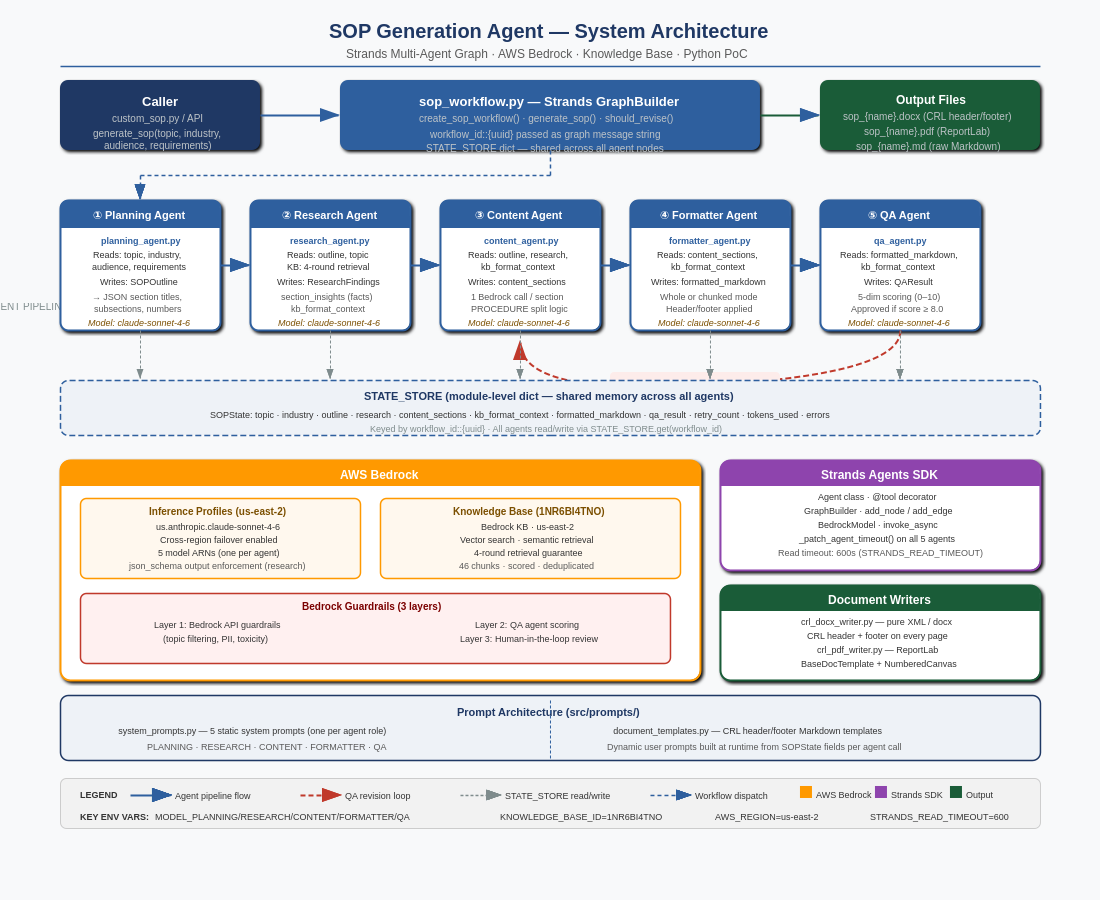 SOP Generation Agent — System Architecture
Strands Multi-Agent Graph · AWS Bedrock · Knowledge Base · Python PoC
Caller
custom_sop.py / API
generate_sop(topic, industry,
audience, requirements)
sop_workflow.py — Strands GraphBuilder
create_sop_workflow() · generate_sop() · should_revise()
workflow_id::{uuid} passed as graph message string
STATE_STORE dict — shared across all agent nodes
Output Files
sop_{name}.docx (CRL header/footer)
sop_{name}.pdf (ReportLab)
sop_{name}.md (raw Markdown)
① Planning Agent
planning_agent.py
Reads: topic, industry,
audience, requirements
Writes: SOPOutline
→ JSON section titles,
subsections, numbers
Model: claude-sonnet-4-6
② Research Agent
research_agent.py
Reads: outline, topic
KB: 4-round retrieval
Writes: ResearchFindings
section_insights (facts)
kb_format_context
Model: claude-sonnet-4-6
③ Content Agent
content_agent.py
Reads: outline, research,
kb_format_context
Writes: content_sections
1 Bedrock call / section
PROCEDURE split logic
Model: claude-sonnet-4-6
④ Formatter Agent
formatter_agent.py
Reads: content_sections,
kb_format_context
Writes: formatted_markdown
Whole or chunked mode
Header/footer applied
Model: claude-sonnet-4-6
⑤ QA Agent
qa_agent.py
Reads: formatted_markdown,
kb_format_context
Writes: QAResult
5-dim scoring (0–10)
Approved if score ≥ 8.0
Model: claude-sonnet-4-6
ENT PIPELIN
STATE_STORE (module-level dict — shared memory across all agents)
SOPState: topic · industry · outline · research · content_sections · kb_format_context · formatted_markdown · qa_result · retry_count · tokens_used · errors
Keyed by workflow_id::{uuid} · All agents read/write via STATE_STORE.get(workflow_id)
AWS Bedrock
Inference Profiles (us-east-2)
us.anthropic.claude-sonnet-4-6
Cross-region failover enabled
5 model ARNs (one per agent)
json_schema output enforcement (research)
Knowledge Base (1NR6BI4TNO)
Bedrock KB · us-east-2
Vector search · semantic retrieval
4-round retrieval guarantee
46 chunks · scored · deduplicated
Bedrock Guardrails (3 layers)
Layer 1: Bedrock API guardrails
(topic filtering, PII, toxicity)
Layer 2: QA agent scoring
Layer 3: Human-in-the-loop review
Strands Agents SDK
Agent class · @tool decorator
GraphBuilder · add_node / add_edge
BedrockModel · invoke_async
_patch_agent_timeout() on all 5 agents
Read timeout: 600s (STRANDS_READ_TIMEOUT)
Document Writers
crl_docx_writer.py — pure XML / docx
CRL header + footer on every page
crl_pdf_writer.py — ReportLab
BaseDocTemplate + NumberedCanvas
Prompt Architecture (src/prompts/)
system_prompts.py — 5 static system prompts (one per agent role)
PLANNING · RESEARCH · CONTENT · FORMATTER · QA
document_templates.py — CRL header/footer Markdown templates
Dynamic user prompts built at runtime from SOPState fields per agent call
LEGEND
Agent pipeline flow
QA revision loop
STATE_STORE read/write
Workflow dispatch
AWS Bedrock
Strands SDK
Output
KEY ENV VARS: MODEL_PLANNING/RESEARCH/CONTENT/FORMATTER/QA
KNOWLEDGE_BASE_ID=1NR6BI4TNO
AWS_REGION=us-east-2
STRANDS_READ_TIMEOUT=600